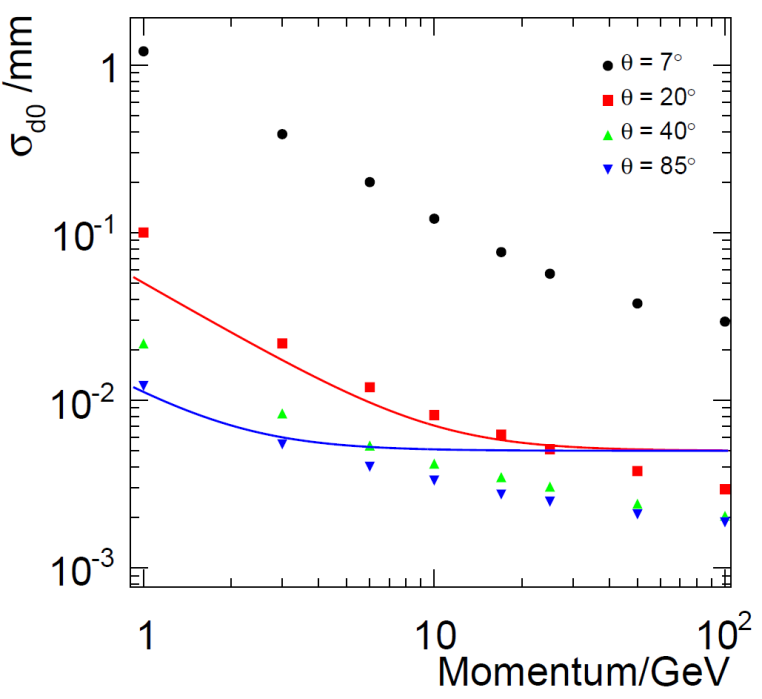 σd0 /mm
1
10-1
10-2
10-3
θ = 7°
θ = 20°
θ = 40°
θ = 85°
1 10 102
Momentum/GeV